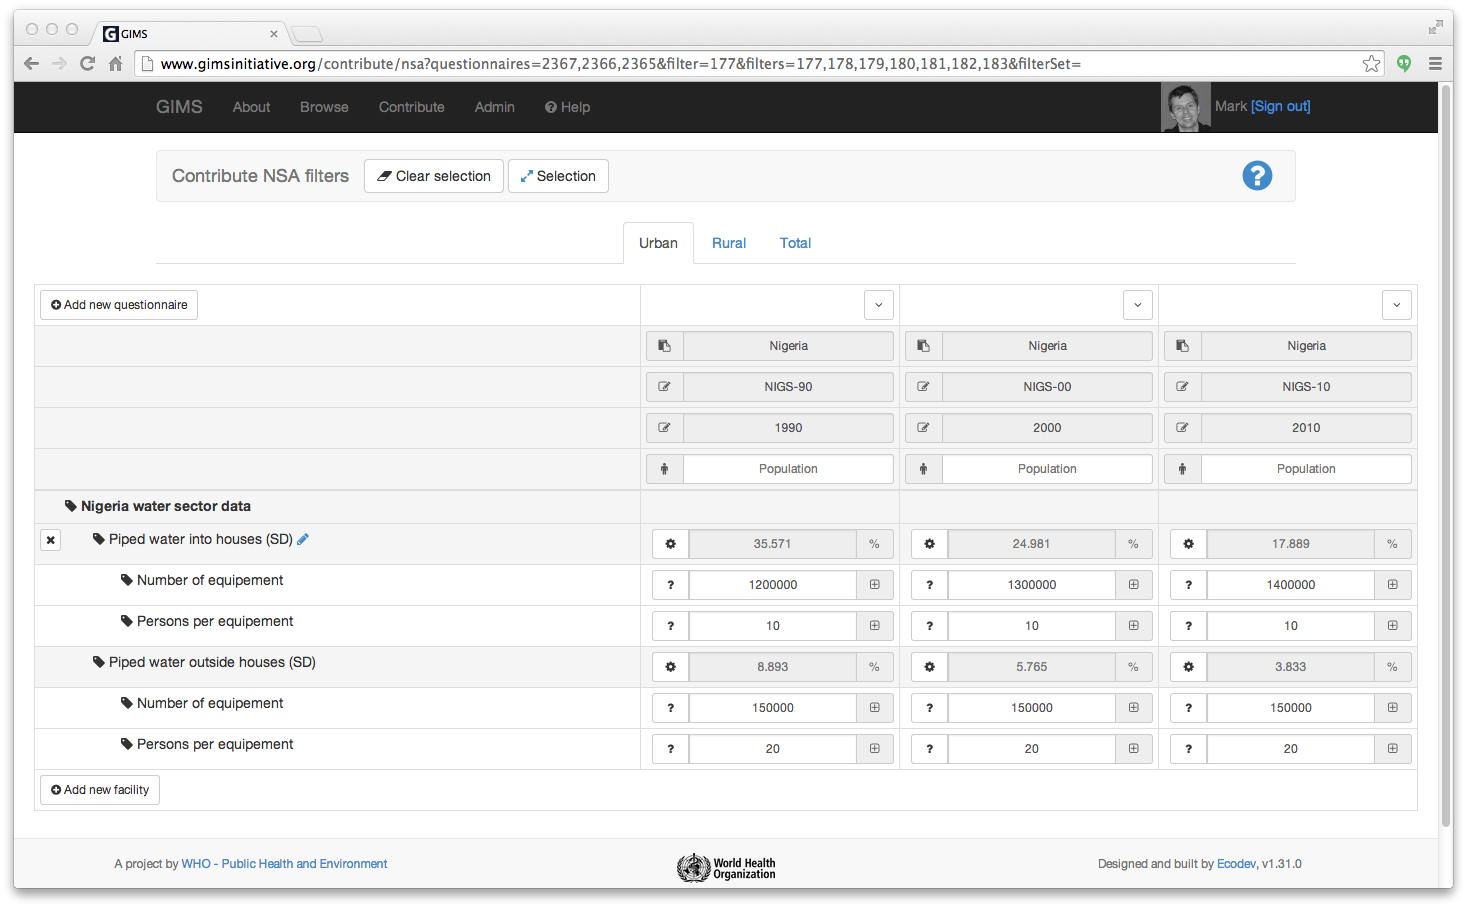 GIMS
www.gimsinitiative.org/contribute/nsa?questionnaires=2367,2366,2365&filter=177&filters=177,178,179,180,181,182,183&filterSet=
GIMS About Browse Contribute Admin Help Mark [Sign out]
Contribute NSA filters Clear selection Selection ?
Urban Rural Total
Add new questionnaire
Nigeria Nigeria Nigeria
NIGS-90 NIGS-00 NIGS-10
1990 2000 2010
Population Population Population
Nigeria water sector data
Piped water into houses (SD) 35.571 % 24.981 % 17.889 %
Number of equipement ? 1200000 ? 1300000 ? 1400000
Persons per equipement ? 10 ? 10 ? 10
Piped water outside houses (SD) 8.893 % 5.765 % 3.833 %
Number of equipement ? 150000 ? 150000 ? 150000
Persons per equipement ? 20 ? 20 ? 20
Add new facility
A project by WHO - Public Health and Environment World Health Designed and built by Ecodev, v1.31.0
Organization